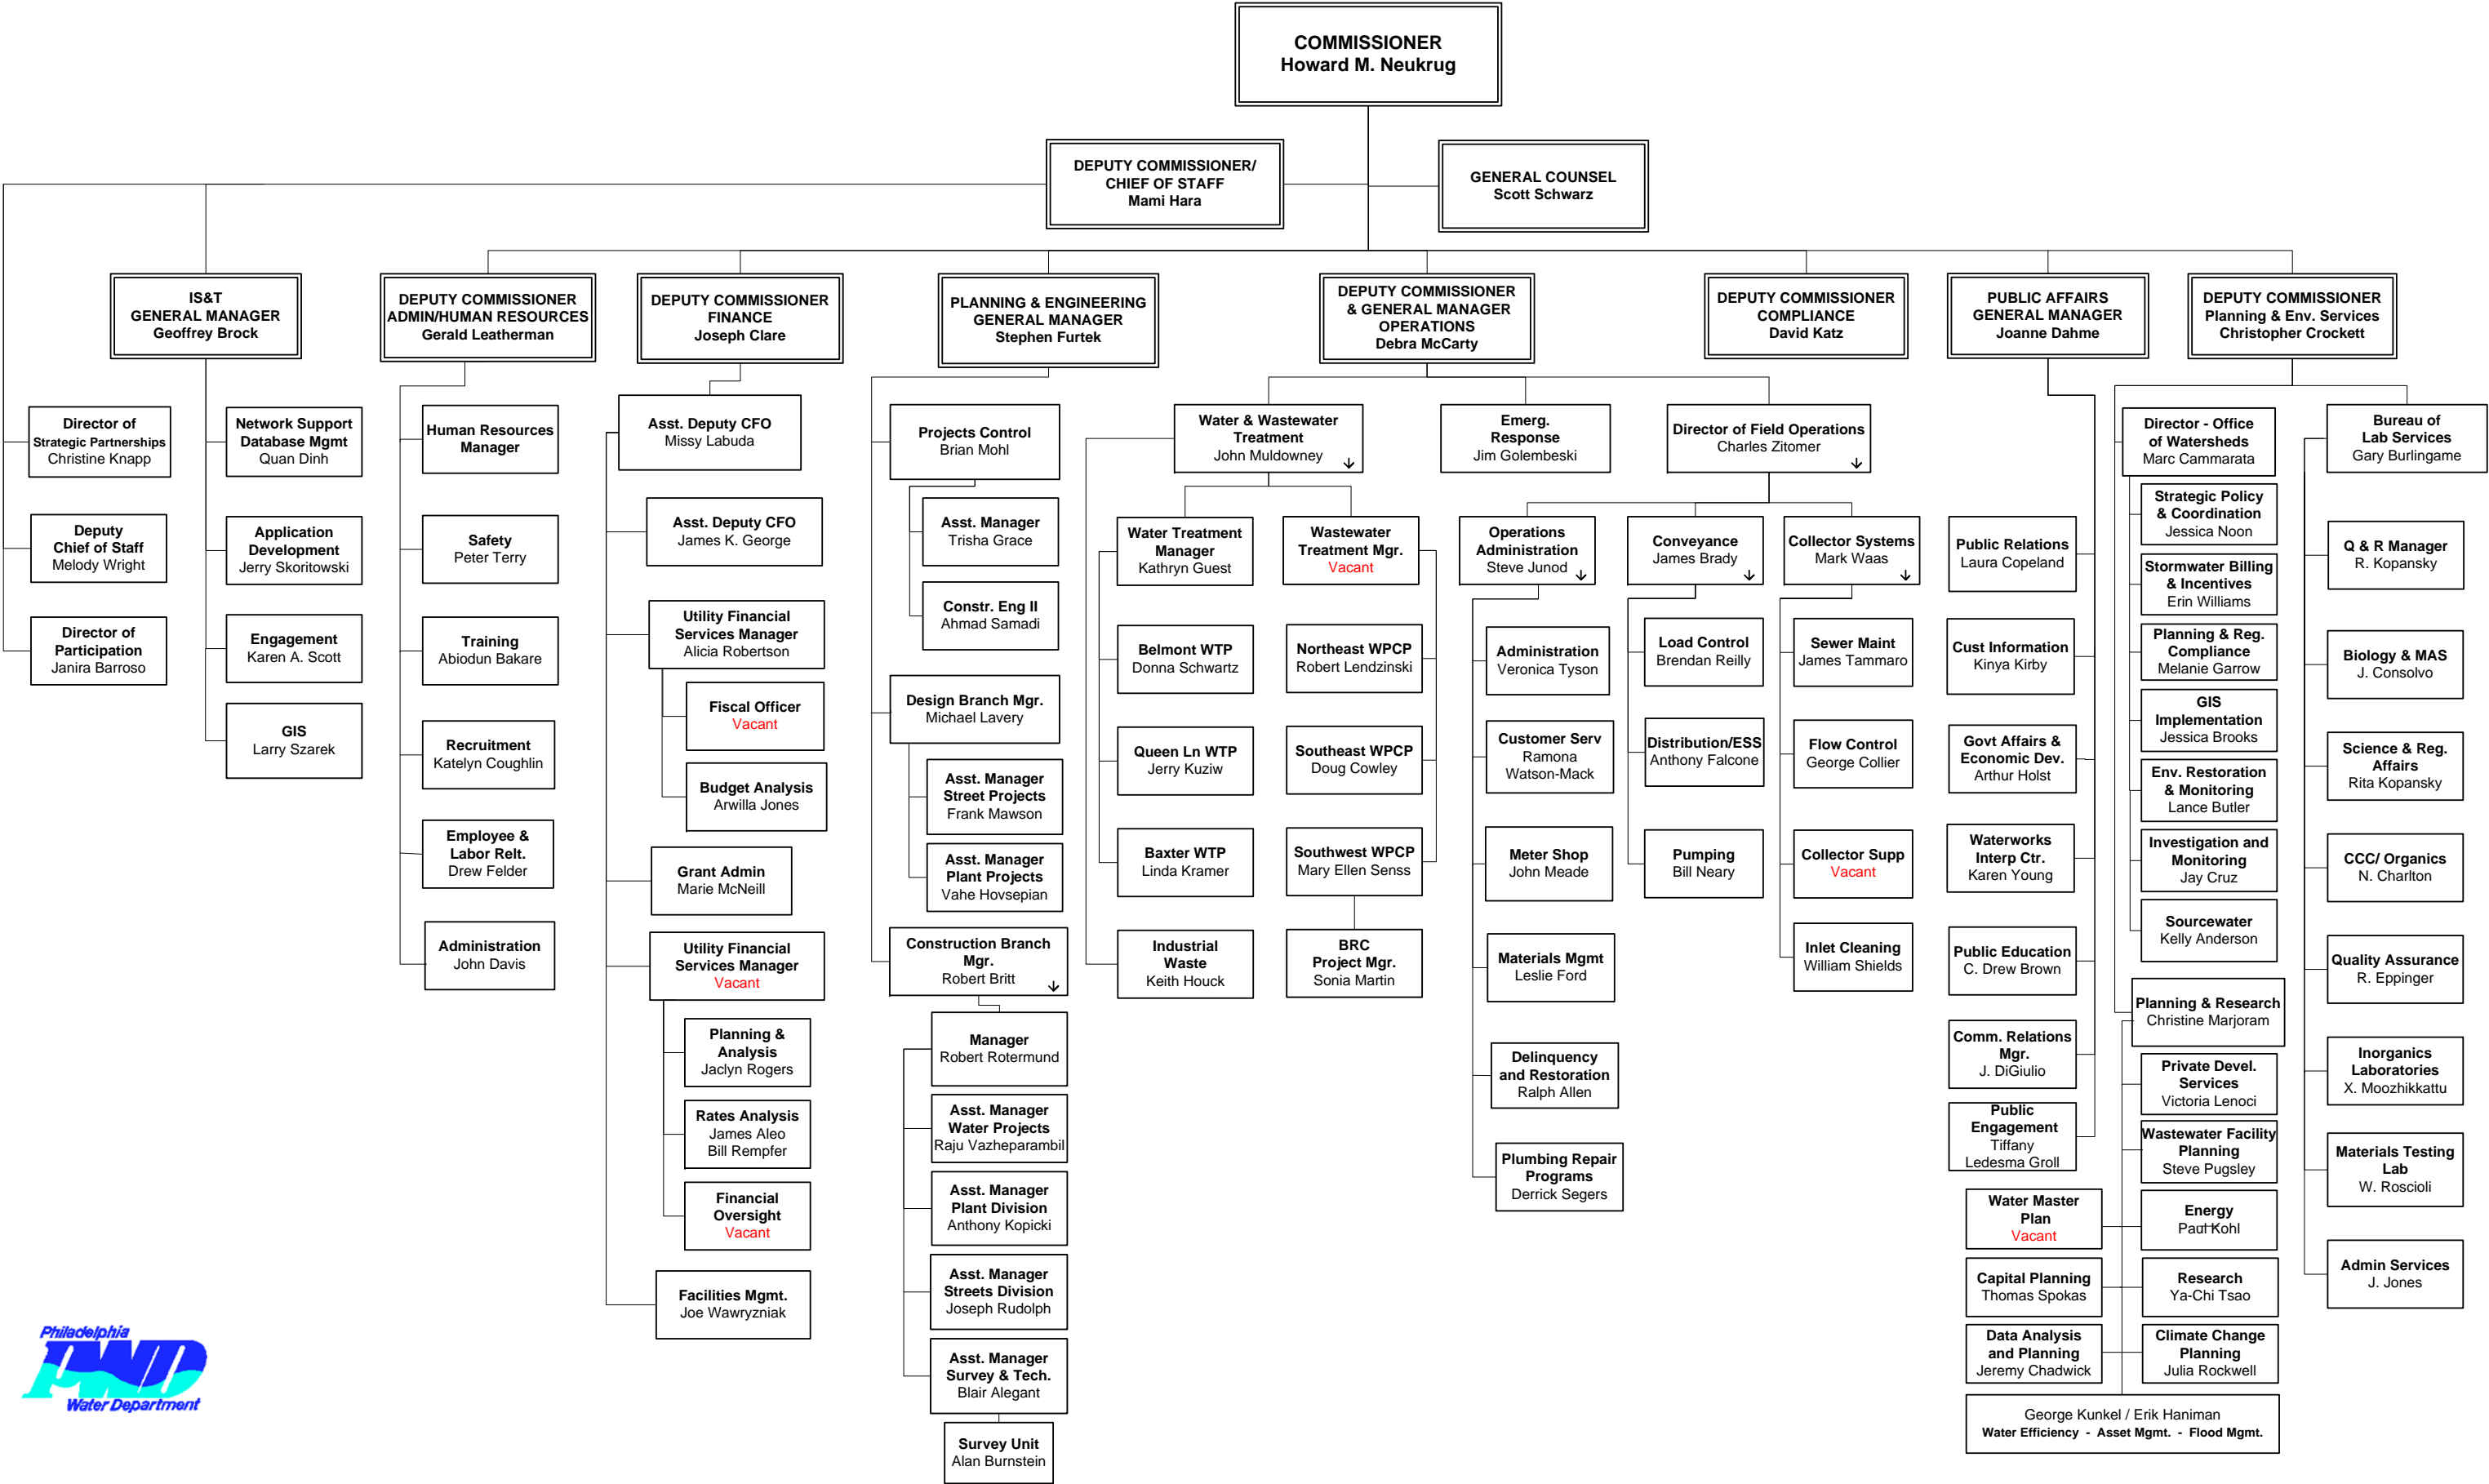 COMMISSIONER
Howard M. Neukrug
DEPUTY COMMISSIONER/
CHIEF OF STAFF
Mami Hara
GENERAL COUNSEL
Scott Schwarz
IS&T
GENERAL MANAGER
Geoffrey Brock
DEPUTY COMMISSIONER
ADMIN/HUMAN RESOURCES
Gerald Leatherman
DEPUTY COMMISSIONER
FINANCE
Joseph Clare
PLANNING & ENGINEERING
GENERAL MANAGER
Stephen Furtek
DEPUTY COMMISSIONER
& GENERAL MANAGER
OPERATIONS
Debra McCarty
DEPUTY COMMISSIONER
COMPLIANCE
David Katz
PUBLIC AFFAIRS
GENERAL MANAGER
Joanne Dahme
DEPUTY COMMISSIONER
Planning & Env. Services
Christopher Crockett
Director of
Strategic Partnerships
Christine Knapp
Deputy
Chief of Staff
Melody Wright
Director of
Participation
Janira Barroso
Network Support
Database Mgmt
Quan Dinh
Application
Development
Jerry Skoritowski
Engagement
Karen A. Scott
GIS
Larry Szarek
Human Resources
Manager
Safety
Peter Terry
Training
Abiodun Bakare
Recruitment
Katelyn Coughlin
Employee &
Labor Relt.
Drew Felder
Administration
John Davis
Asst. Deputy CFO
Missy Labuda
Asst. Deputy CFO
James K. George
Utility Financial
Services Manager
Alicia Robertson
Fiscal Officer
Vacant
Budget Analysis
Arwilla Jones
Grant Admin
Marie McNeill
Utility Financial
Services Manager
Vacant
Planning &
Analysis
Jaclyn Rogers
Rates Analysis
James Aleo
Bill Rempfer
Financial
Oversight
Vacant
Facilities Mgmt.
Joe Wawryzniak
Projects Control
Brian Mohl
Asst. Manager
Trisha Grace
Constr. Eng II
Ahmad Samadi
Design Branch Mgr.
Michael Lavery
Asst. Manager
Street Projects
Frank Mawson
Asst. Manager
Plant Projects
Vahe Hovsepian
Construction Branch
Mgr.
Robert Britt
Manager
Robert Rotermund
Asst. Manager
Water Projects
Raju Vazheparambil
Asst. Manager
Plant Division
Anthony Kopicki
Asst. Manager
Streets Division
Joseph Rudolph
Asst. Manager
Survey & Tech.
Blair Alegant
Survey Unit
Alan Burnstein
Water & Wastewater
Treatment
John Muldowney
Emerg.
Response
Jim Golembeski
Director of Field Operations
Charles Zitomer
Water Treatment
Manager
Kathryn Guest
Belmont WTP
Donna Schwartz
Queen Ln WTP
Jerry Kuziw
Baxter WTP
Linda Kramer
Industrial
Waste
Keith Houck
Wastewater
Treatment Mgr.
Vacant
Northeast WPCP
Robert Lendzinski
Southeast WPCP
Doug Cowley
Southwest WPCP
Mary Ellen Senss
BRC
Project Mgr.
Sonia Martin
Operations
Administration
Steve Junod
Administration
Veronica Tyson
Customer Serv
Ramona
Watson-Mack
Meter Shop
John Meade
Materials Mgmt
Leslie Ford
Delinquency
and Restoration
Ralph Allen
Plumbing Repair
Programs
Derrick Segers
Conveyance
James Brady
Load Control
Brendan Reilly
Distribution/ESS
Anthony Falcone
Pumping
Bill Neary
Collector Systems
Mark Waas
Sewer Maint
James Tammaro
Flow Control
George Collier
Collector Supp
Vacant
Inlet Cleaning
William Shields
Public Relations
Laura Copeland
Cust Information
Kinya Kirby
Govt Affairs &
Economic Dev.
Arthur Holst
Waterworks
Interp Ctr.
Karen Young
Public Education
C. Drew Brown
Comm. Relations
Mgr.
J. DiGiulio
Public
Engagement
Tiffany
Ledesma Groll
Director - Office
of Watersheds
Marc Cammarata
Strategic Policy
& Coordination
Jessica Noon
Stormwater Billing
& Incentives
Erin Williams
Planning & Reg.
Compliance
Melanie Garrow
GIS
Implementation
Jessica Brooks
Env. Restoration
& Monitoring
Lance Butler
Investigation and
Monitoring
Jay Cruz
Sourcewater
Kelly Anderson
Planning & Research
Christine Marjoram
Private Devel.
Services
Victoria Lenoci
Wastewater Facility
Planning
Steve Pugsley
Water Master
Plan
Vacant
Energy
Paul Kohl
Capital Planning
Thomas Spokas
Research
Ya-Chi Tsao
Data Analysis
and Planning
Jeremy Chadwick
Climate Change
Planning
Julia Rockwell
George Kunkel / Erik Haniman
Water Efficiency - Asset Mgmt. - Flood Mgmt.
Bureau of
Lab Services
Gary Burlingame
Q & R Manager
R. Kopansky
Biology & MAS
J. Consolvo
Science & Reg.
Affairs
Rita Kopansky
CCC/ Organics
N. Charlton
Quality Assurance
R. Eppinger
Inorganics
Laboratories
X. Moozhikkattu
Materials Testing
Lab
W. Roscioli
Admin Services
J. Jones
Philadelphia
PWD
Water Department